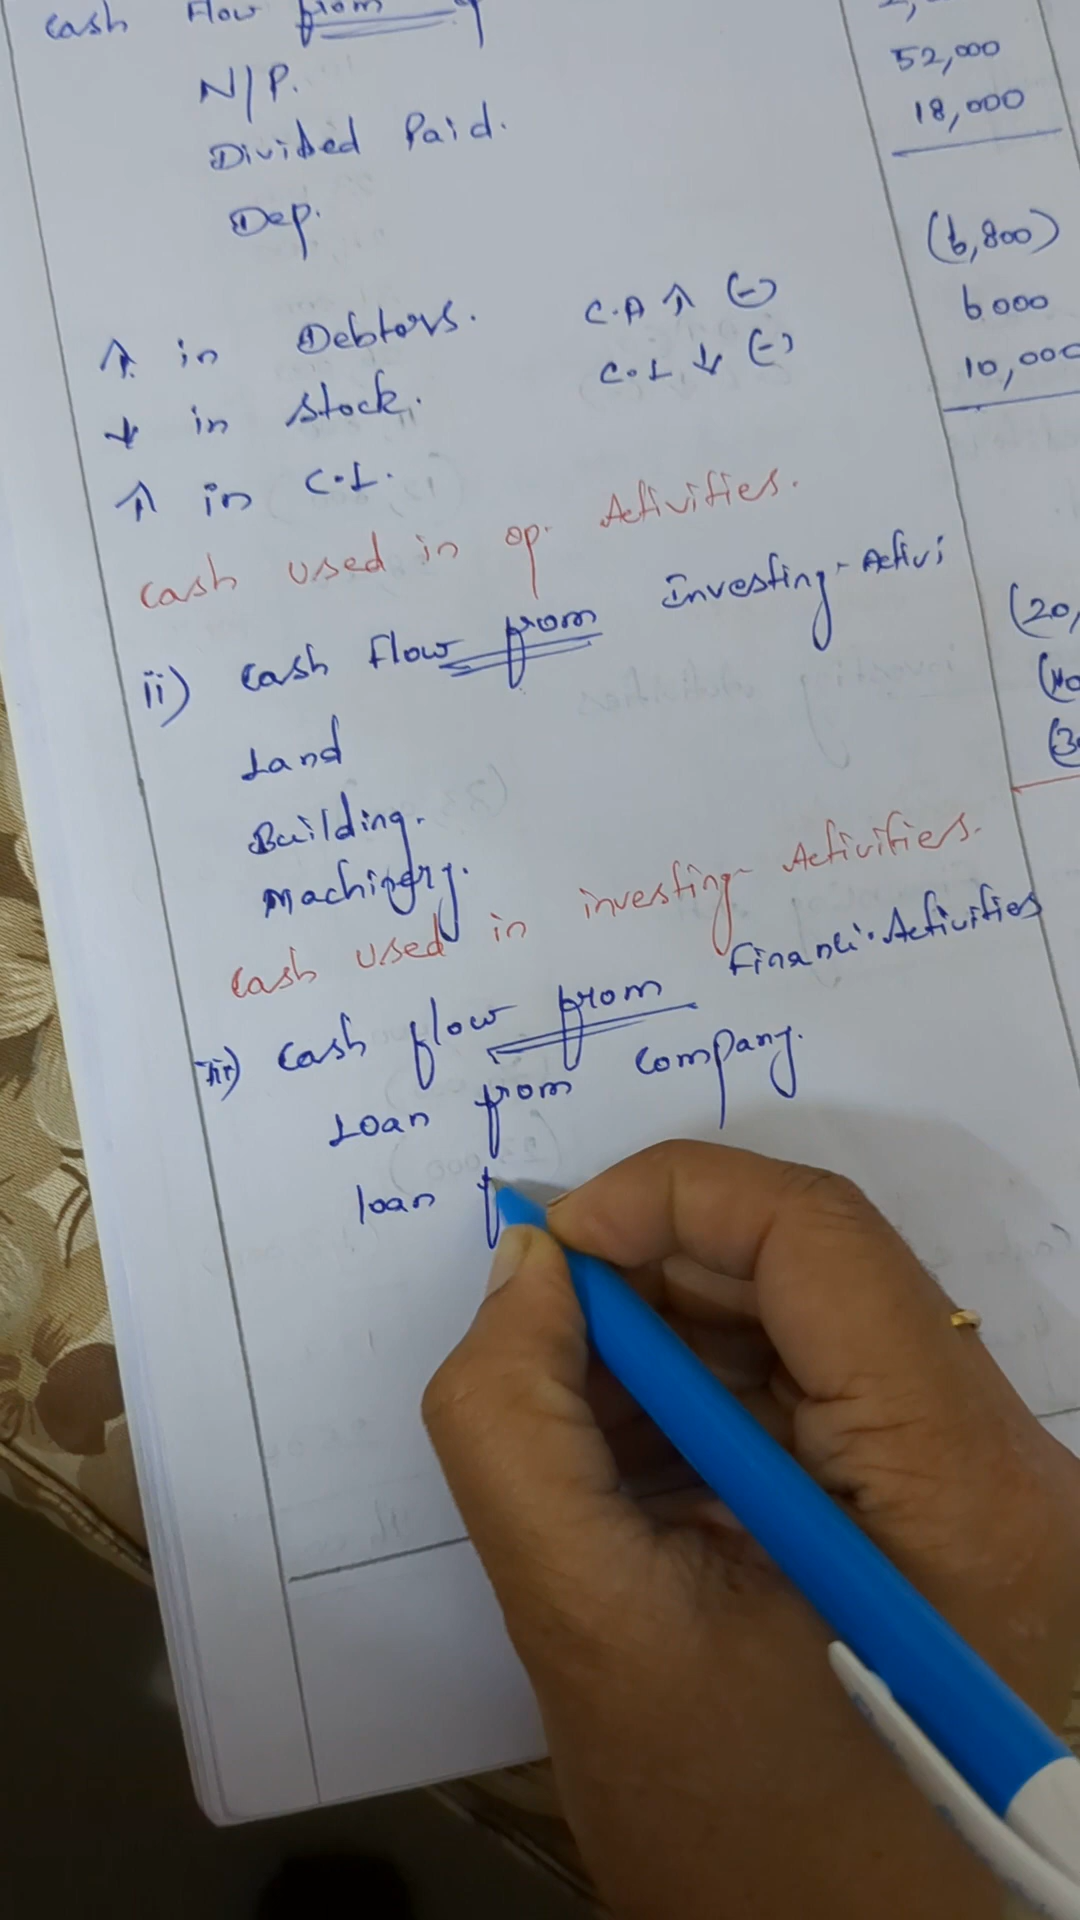 Cash Flow from
N/P.
52,000
Divided Paid.
18,000
Dep.
(6,800)
↑ in Debtors. C.A ↑ (-)
6000
↓ in Stock. C.L ↓ (-)
10,000
↑ in C.L.
Cash used in op. Activities.
ii) Cash Flow from Investing Activi
Land
(20,
Building.
Machinery.
Cash used in investing Activities.
iii) Cash flow from Financi. Activities
Loan from Company.
loan f